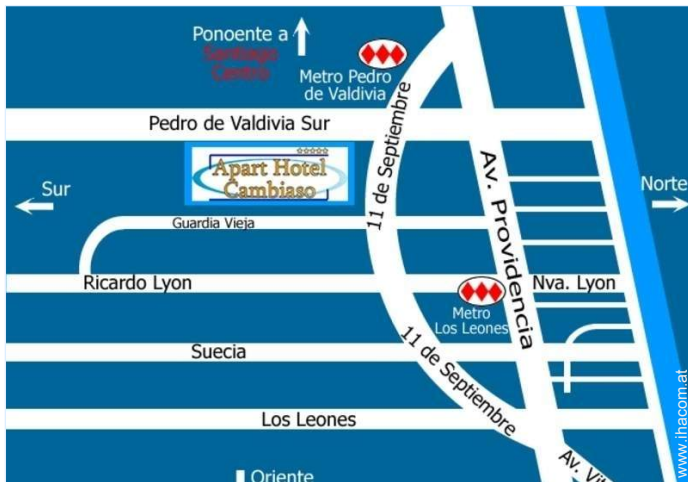 Ponoente a
Santiago
Centro
Metro Pedro
de Valdivia
Pedro de Valdivia Sur
11 de Septiembre
Av. Providencia
Apart Hotel
Cambiaso
Sur
Norte
Guardia Vieja
Ricardo Lyon
Nva. Lyon
Metro
Los Leones
Suecia
11 de Septiembre
Los Leones
Av. Vit
Oriente
www.ihacom.at